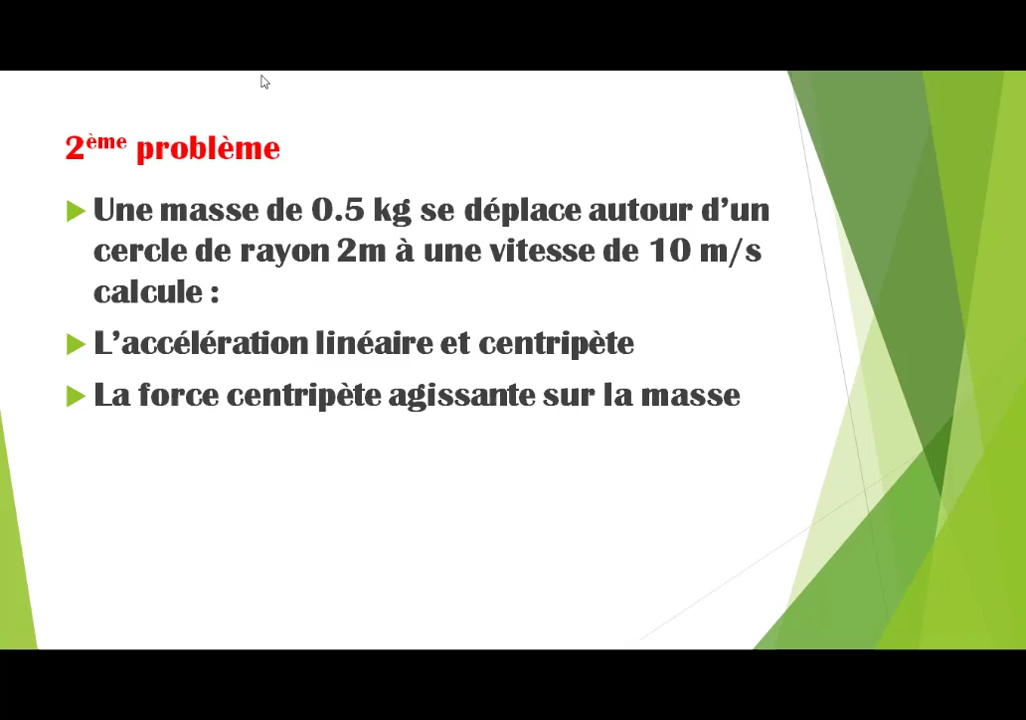 2ème problème
Une masse de 0.5 kg se déplace autour d’un
cercle de rayon 2m à une vitesse de 10 m/s
calcule :
L’accélération linéaire et centripète
La force centripète agissante sur la masse